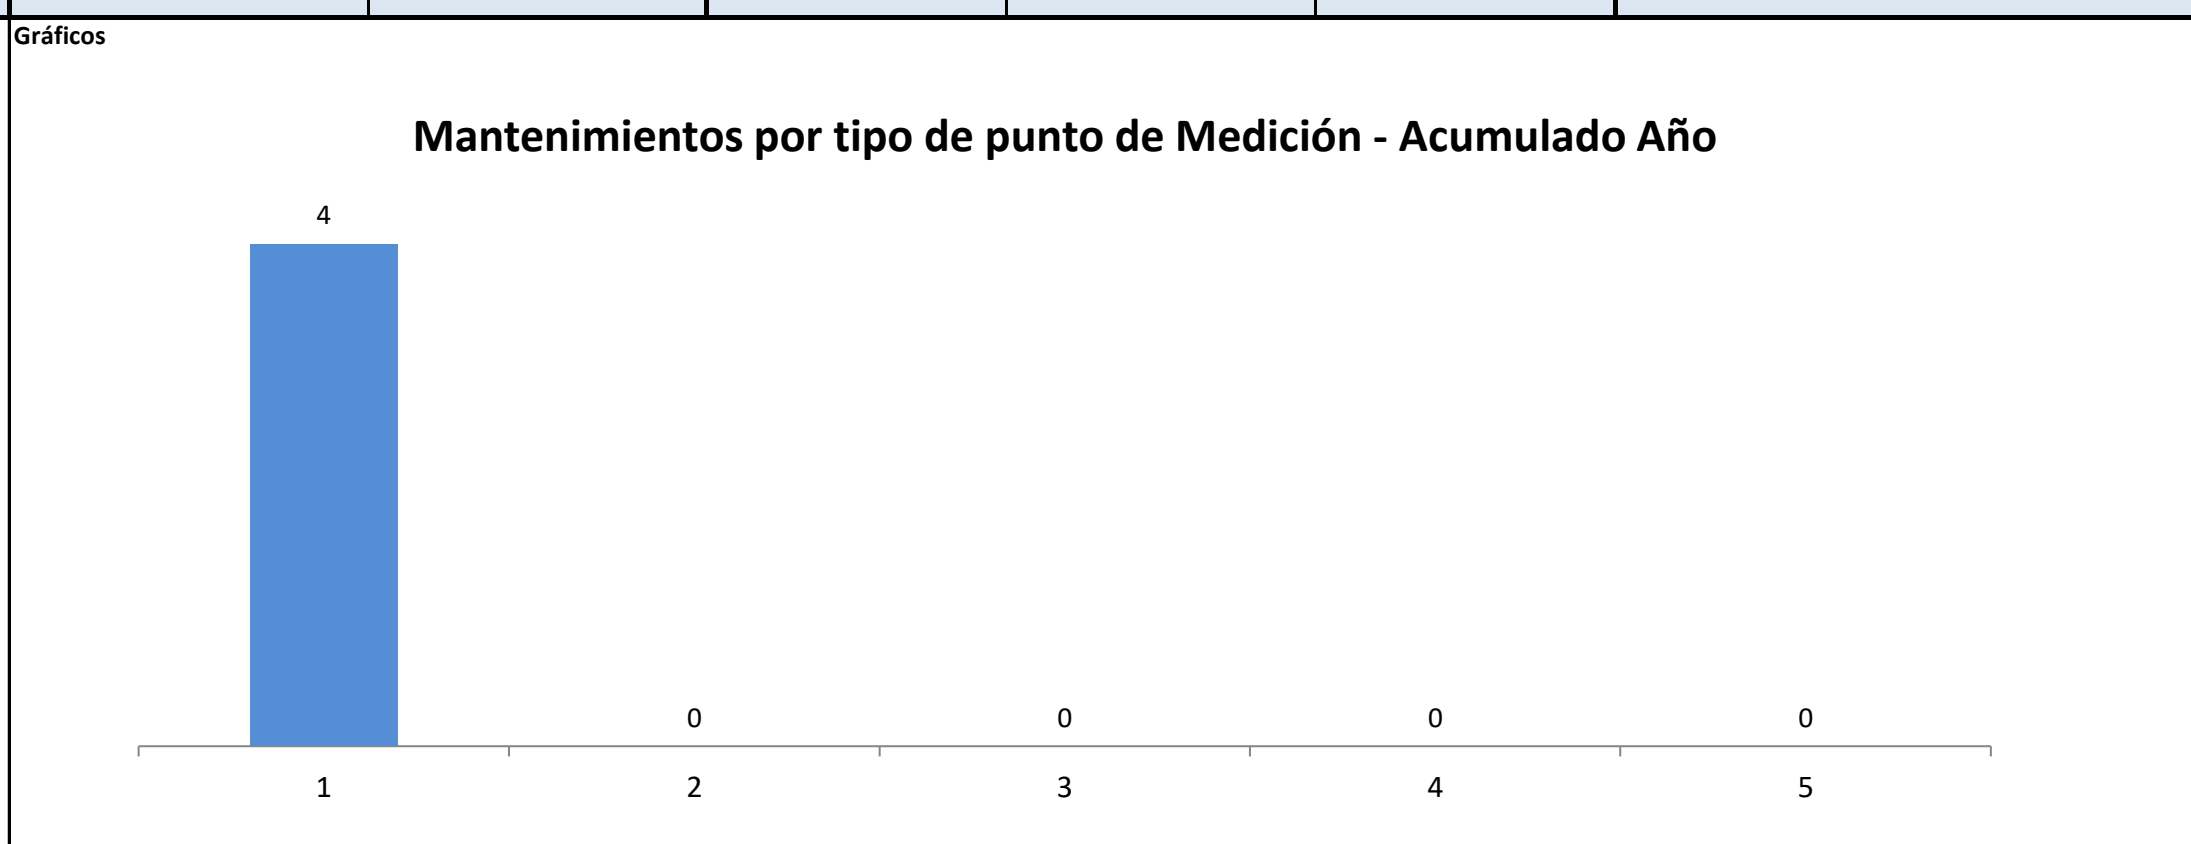 Gráficos
Mantenimientos por tipo de punto de Medición - Acumulado Año
4
0 0 0 0
1 2 3 4 5